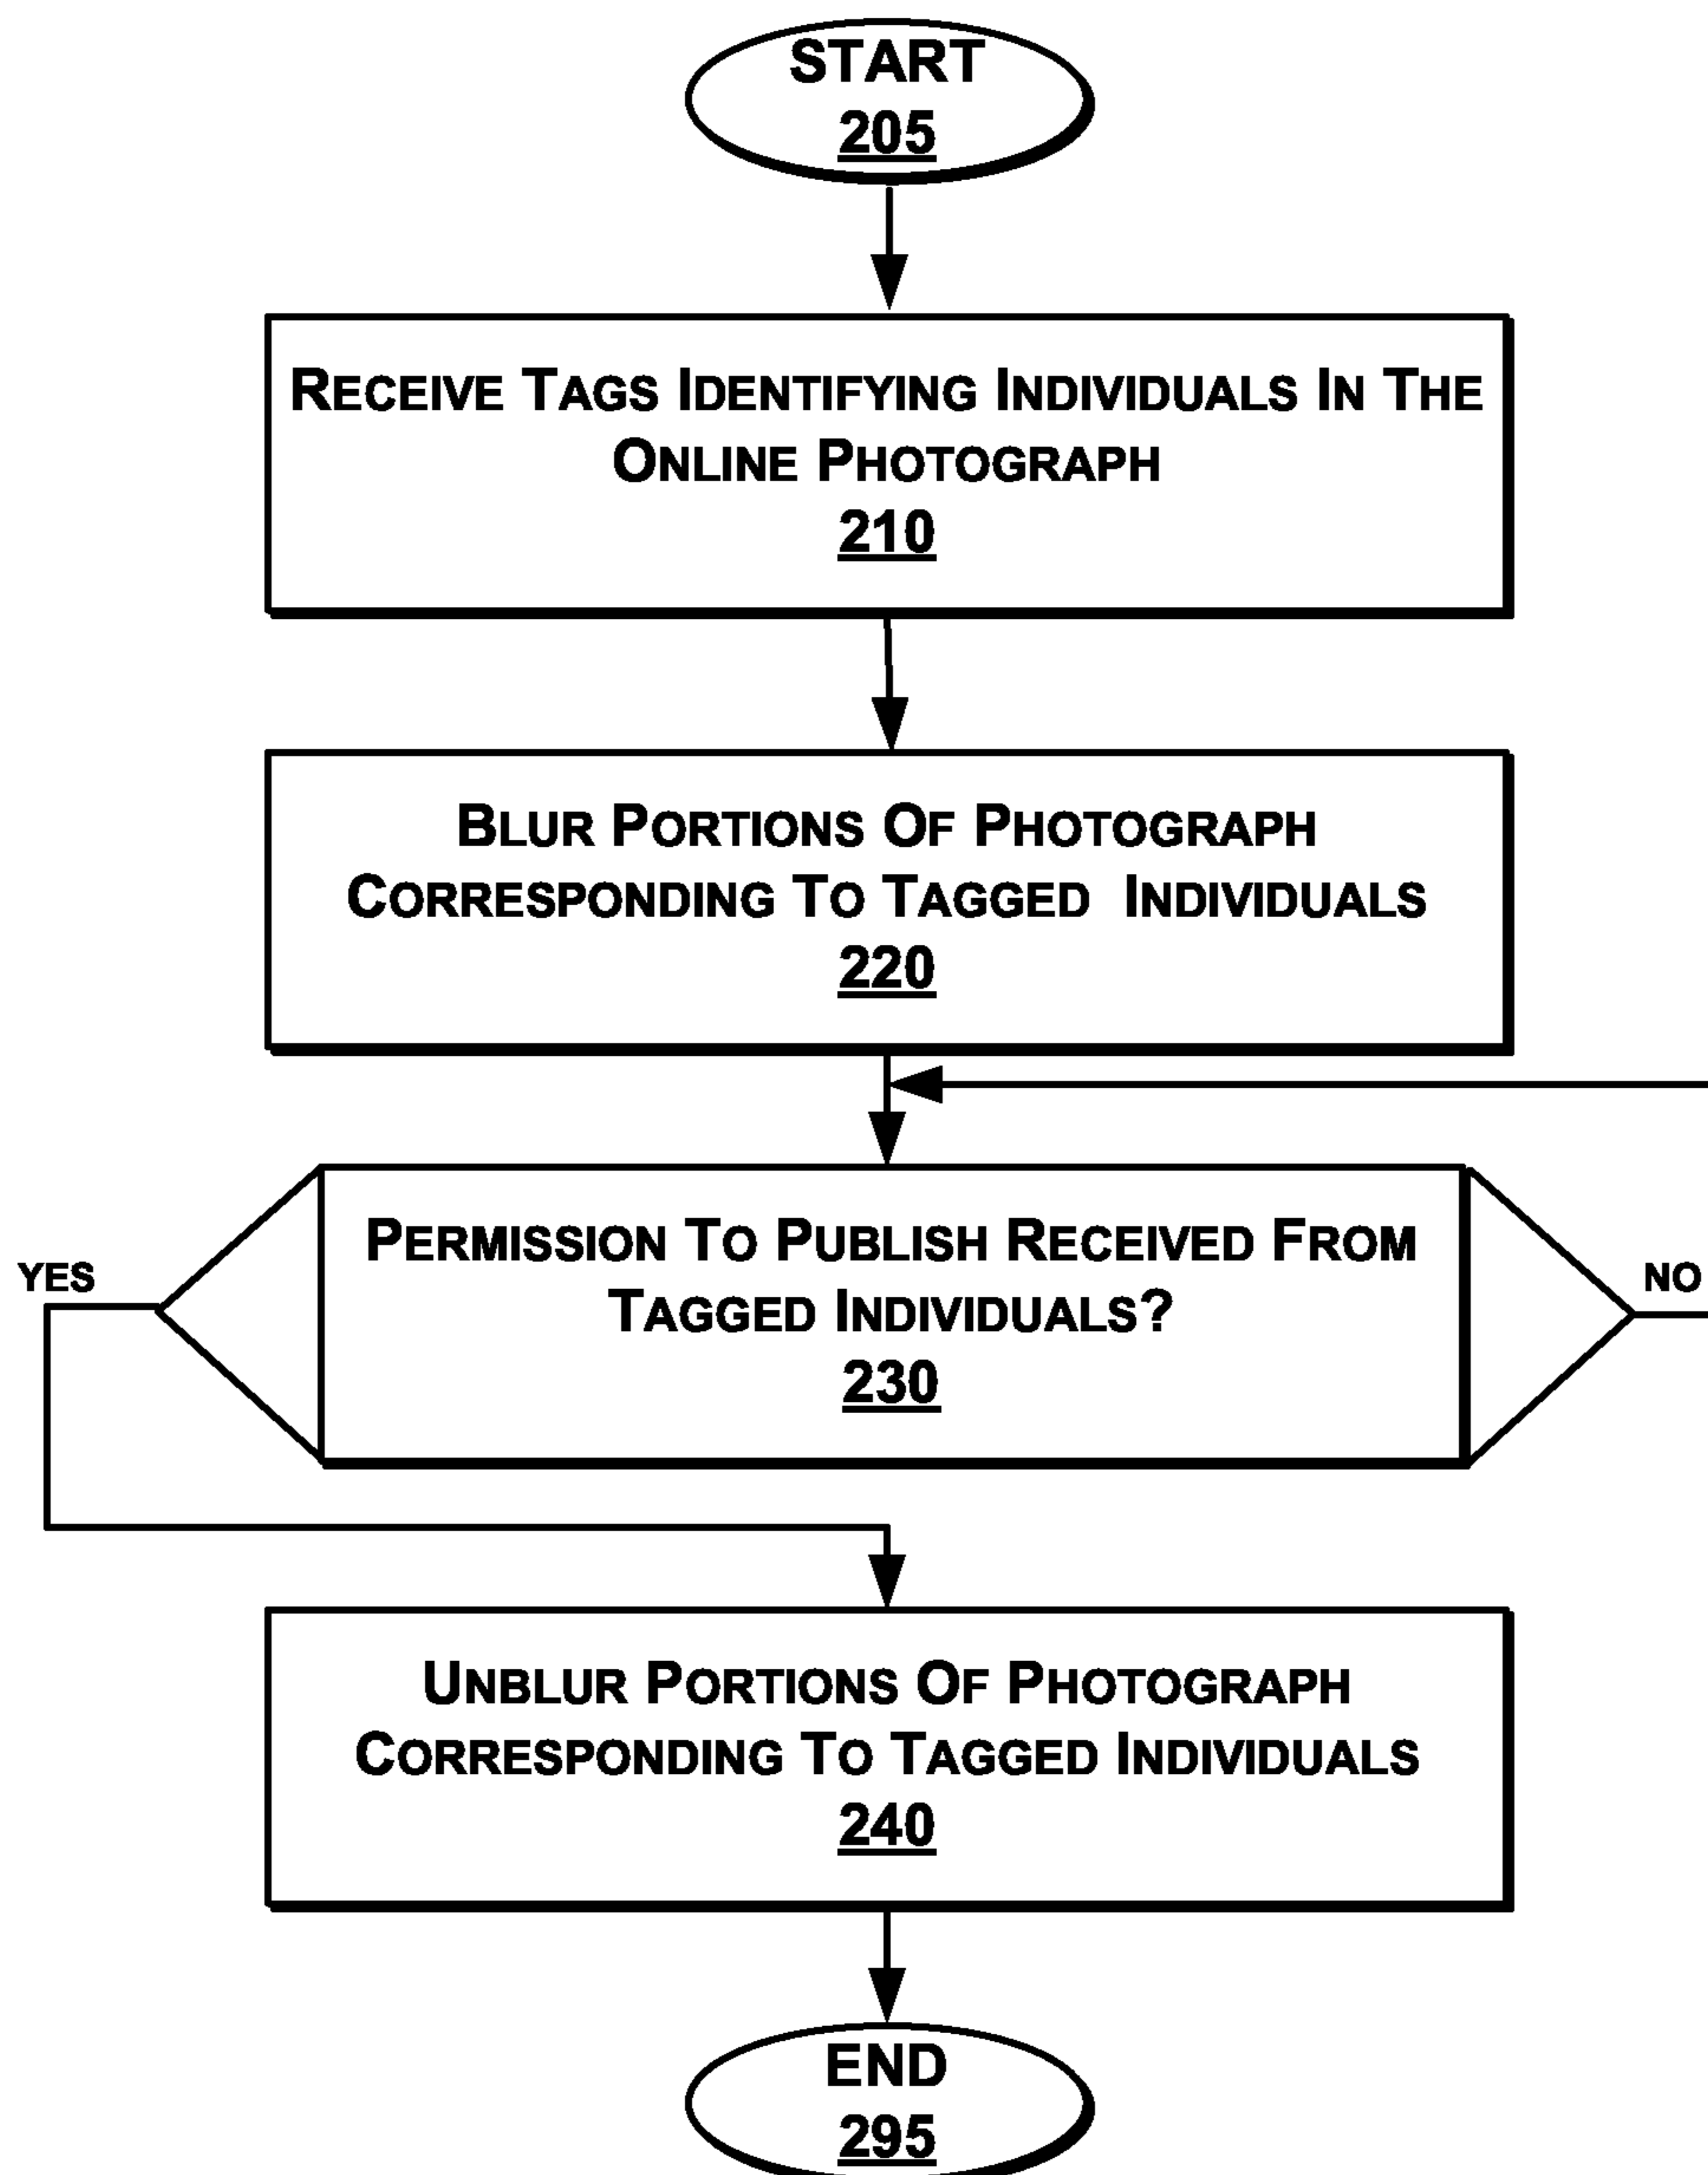 START
205
RECEIVE TAGS IDENTIFYING INDIVIDUALS IN THE
ONLINE PHOTOGRAPH
210
BLUR PORTIONS OF PHOTOGRAPH
CORRESPONDING TO TAGGED INDIVIDUALS
220
PERMISSION TO PUBLISH RECEIVED FROM
TAGGED INDIVIDUALS?
230
YES
NO
UNBLUR PORTIONS OF PHOTOGRAPH
CORRESPONDING TO TAGGED INDIVIDUALS
240
END
295